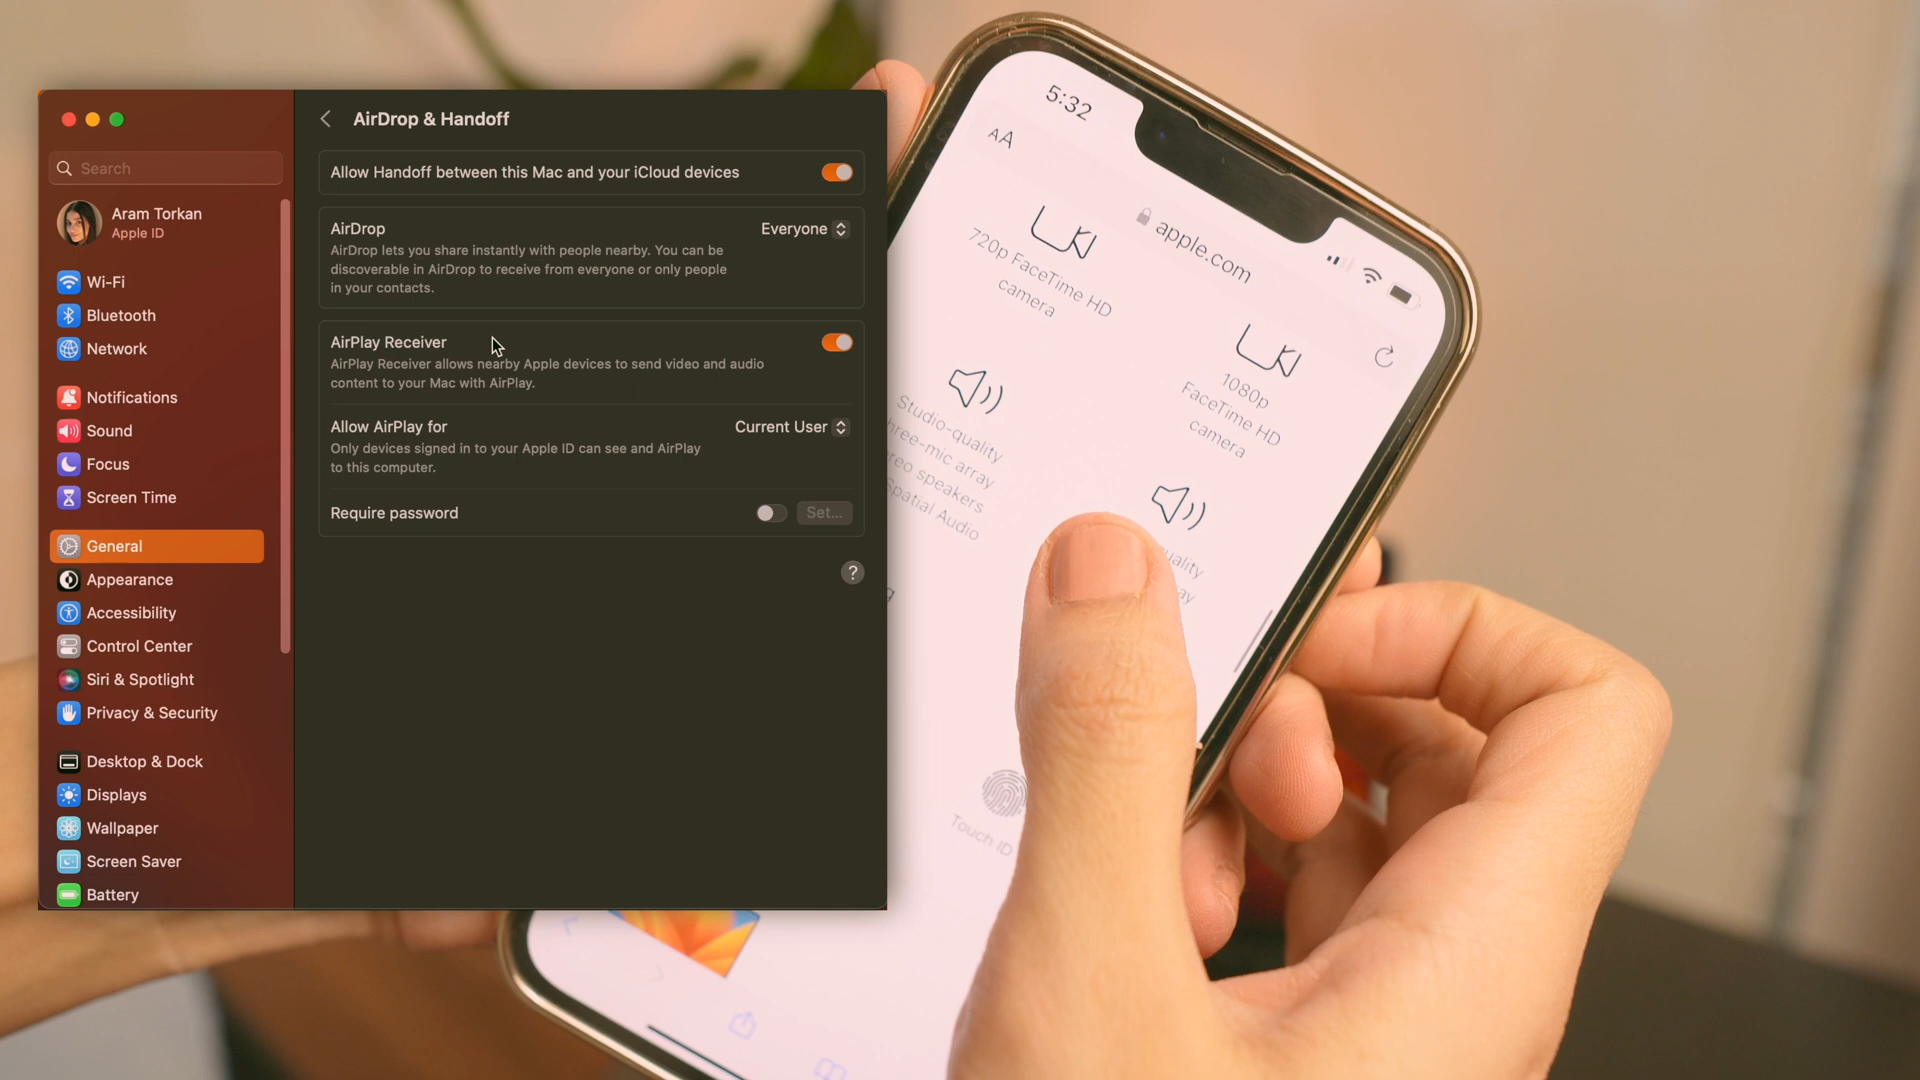 AirDrop & Handoff
Search
Aram Torkan
Apple ID
Wi-Fi
Bluetooth
Network
Notifications
Sound
Focus
Screen Time
General
Appearance
Accessibility
Control Center
Siri & Spotlight
Privacy & Security
Desktop & Dock
Displays
Wallpaper
Screen Saver
Battery
Allow Handoff between this Mac and your iCloud devices
AirDrop
Everyone
AirDrop lets you share instantly with people nearby. You can be
discoverable in AirDrop to receive from everyone or only people
in your contacts.
AirPlay Receiver
AirPlay Receiver allows nearby Apple devices to send video and audio
content to your Mac with AirPlay.
Allow AirPlay for
Current User
Only devices signed in to your Apple ID can see and AirPlay
to this computer.
Require password
Set...
?
5:32
AA
apple.com
720p FaceTime HD
camera
1080p
FaceTime HD
camera
Studio-quality
three-mic array
speakers
Spatial Audio
Touch ID